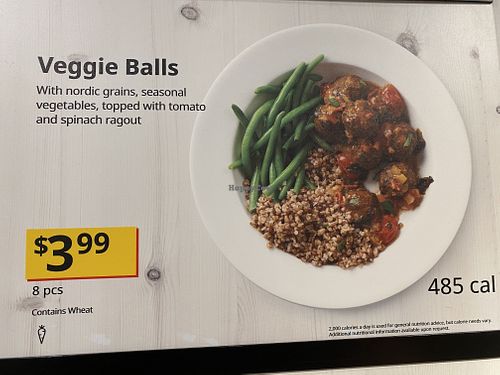 Veggie Balls
With nordic grains, seasonal
vegetables, topped with tomato
and spinach ragout
$3.99
8 pcs
Contains Wheat
485 cal
2,000 calories a day is used for general nutrition advice, but calorie needs vary.
Additional nutritional information available upon request.